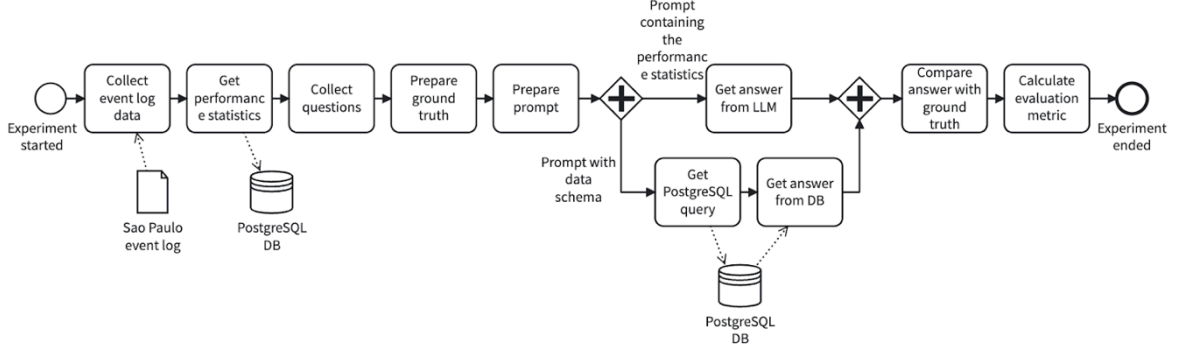 Experiment
started
Collect
event log
data
Sao Paulo
event log
Get
performanc
e statistics
PostgreSQL
DB
Collect
questions
Prepare
ground
truth
Prepare
prompt
Prompt
containing
the
performanc
e statistics
Get answer
from LLM
Prompt with
data
schema
Get
PostgreSQL
query
Get answer
from DB
PostgreSQL
DB
Compare
answer with
ground
truth
Calculate
evaluation
metric
Experiment
ended